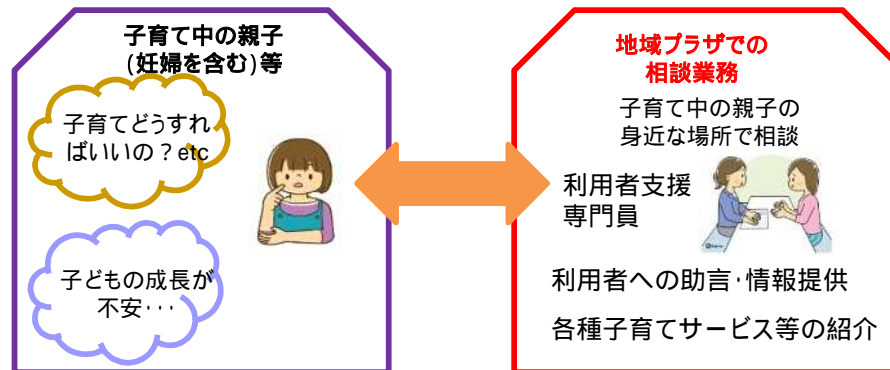 子育て中の親子
(妊婦を含む)等
子育てどうすれ
ばいいの？etc
子どもの成長が
不安･･･
地域プラザでの
相談業務
子育て中の親子の
身近な場所で相談
利用者支援
専門員
利用者への助言･情報提供
各種子育てサービス等の紹介